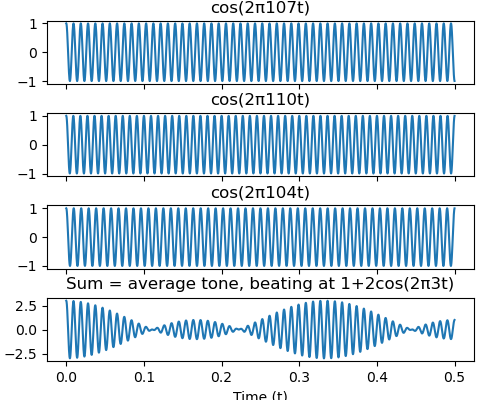 cos(2π107t)
1
0
−1
cos(2π110t)
1
0
−1
cos(2π104t)
1
0
−1
Sum = average tone, beating at 1+2cos(2π3t)
2.5
0.0
−2.5
0.0 0.1 0.2 0.3 0.4 0.5
Time (t)